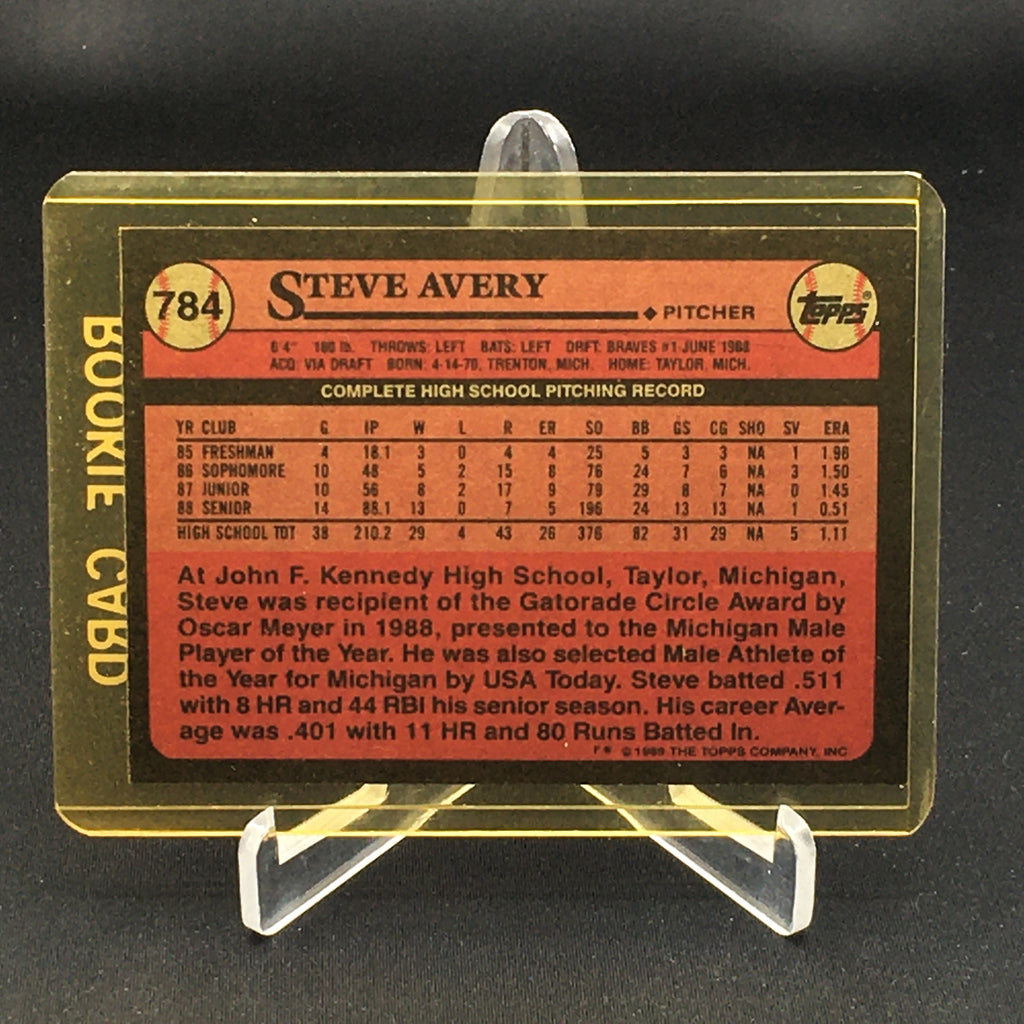 ROOKIE CARD
784
STEVE AVERY
PITCHER
TOPPS®
6'4" 180 lb. THROWS: LEFT BATS: LEFT DRFT: BRAVES #1 JUNE 1988
ACQ: VIA DRAFT BORN: 4-14-70, TRENTON, MICH. HOME: TAYLOR, MICH.
COMPLETE HIGH SCHOOL PITCHING RECORD
YR CLUB G IP W L R ER SO BB GS CG SHO SV ERA
85 FRESHMAN 4 18.1 3 0 4 4 25 5 3 3 NA 1 1.98
86 SOPHOMORE 10 48 5 2 15 8 76 24 7 6 NA 3 1.50
87 JUNIOR 10 56 8 2 17 9 79 29 8 7 NA 0 1.45
88 SENIOR 14 88.1 13 0 7 5 196 24 13 13 NA 1 0.51
HIGH SCHOOL TOT 38 210.2 29 4 43 26 376 82 31 29 NA 5 1.11
At John F. Kennedy High School, Taylor, Michigan,
Steve was recipient of the Gatorade Circle Award by
Oscar Meyer in 1988, presented to the Michigan Male
Player of the Year. He was also selected Male Athlete of
the Year for Michigan by USA Today. Steve batted .511
with 8 HR and 44 RBI his senior season. His career Aver-
age was .401 with 11 HR and 80 Runs Batted In.
© 1989 THE TOPPS COMPANY, INC